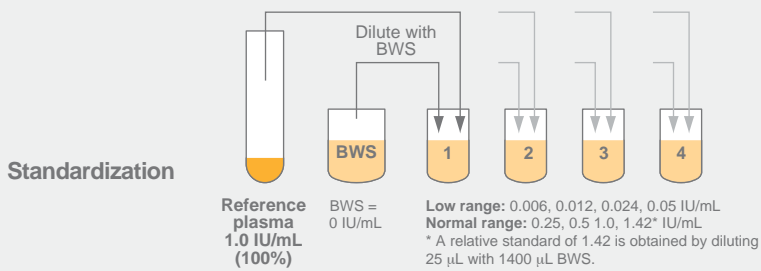 Dilute with
BWS
Standardization
BWS
1
2
3
4
Reference
plasma
1.0 IU/mL
(100%)
BWS =
0 IU/mL
Low range: 0.006, 0.012, 0.024, 0.05 IU/mL
Normal range: 0.25, 0.5 1.0, 1.42* IU/mL
* A relative standard of 1.42 is obtained by diluting
25 µL with 1400 µL BWS.